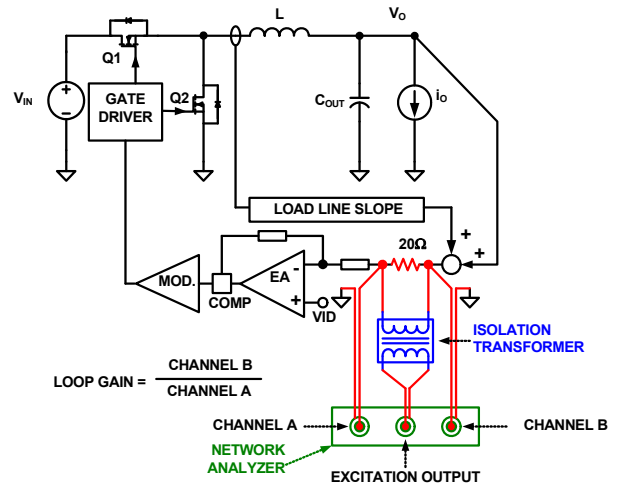 L
V_O
Q1
V_IN
GATE
DRIVER
Q2
C_OUT
i_O
LOAD LINE SLOPE
+
+
20Ω
MOD.
COMP
EA
-
+
VID
ISOLATION
TRANSFORMER
LOOP GAIN =
CHANNEL B
CHANNEL A
CHANNEL A
CHANNEL B
NETWORK
ANALYZER
EXCITATION OUTPUT